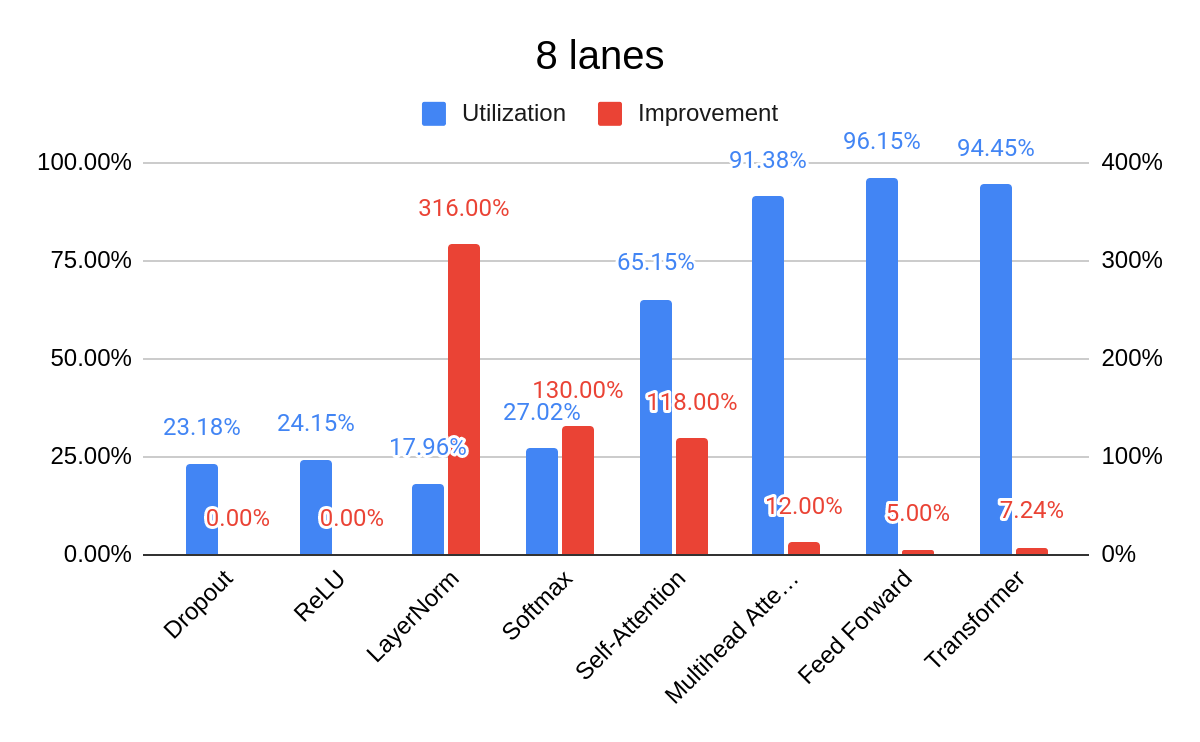 8 lanes
Utilization
Improvement
100.00%
75.00%
50.00%
25.00%
0.00%
400%
300%
200%
100%
0%
23.18%
0.00%
24.15%
0.00%
17.96%
316.00%
27.02%
130.00%
65.15%
118.00%
91.38%
12.00%
96.15%
5.00%
94.45%
7.24%
Dropout
ReLU
LayerNorm
Softmax
Self-Attention
Multihead Atte…
Feed Forward
Transformer